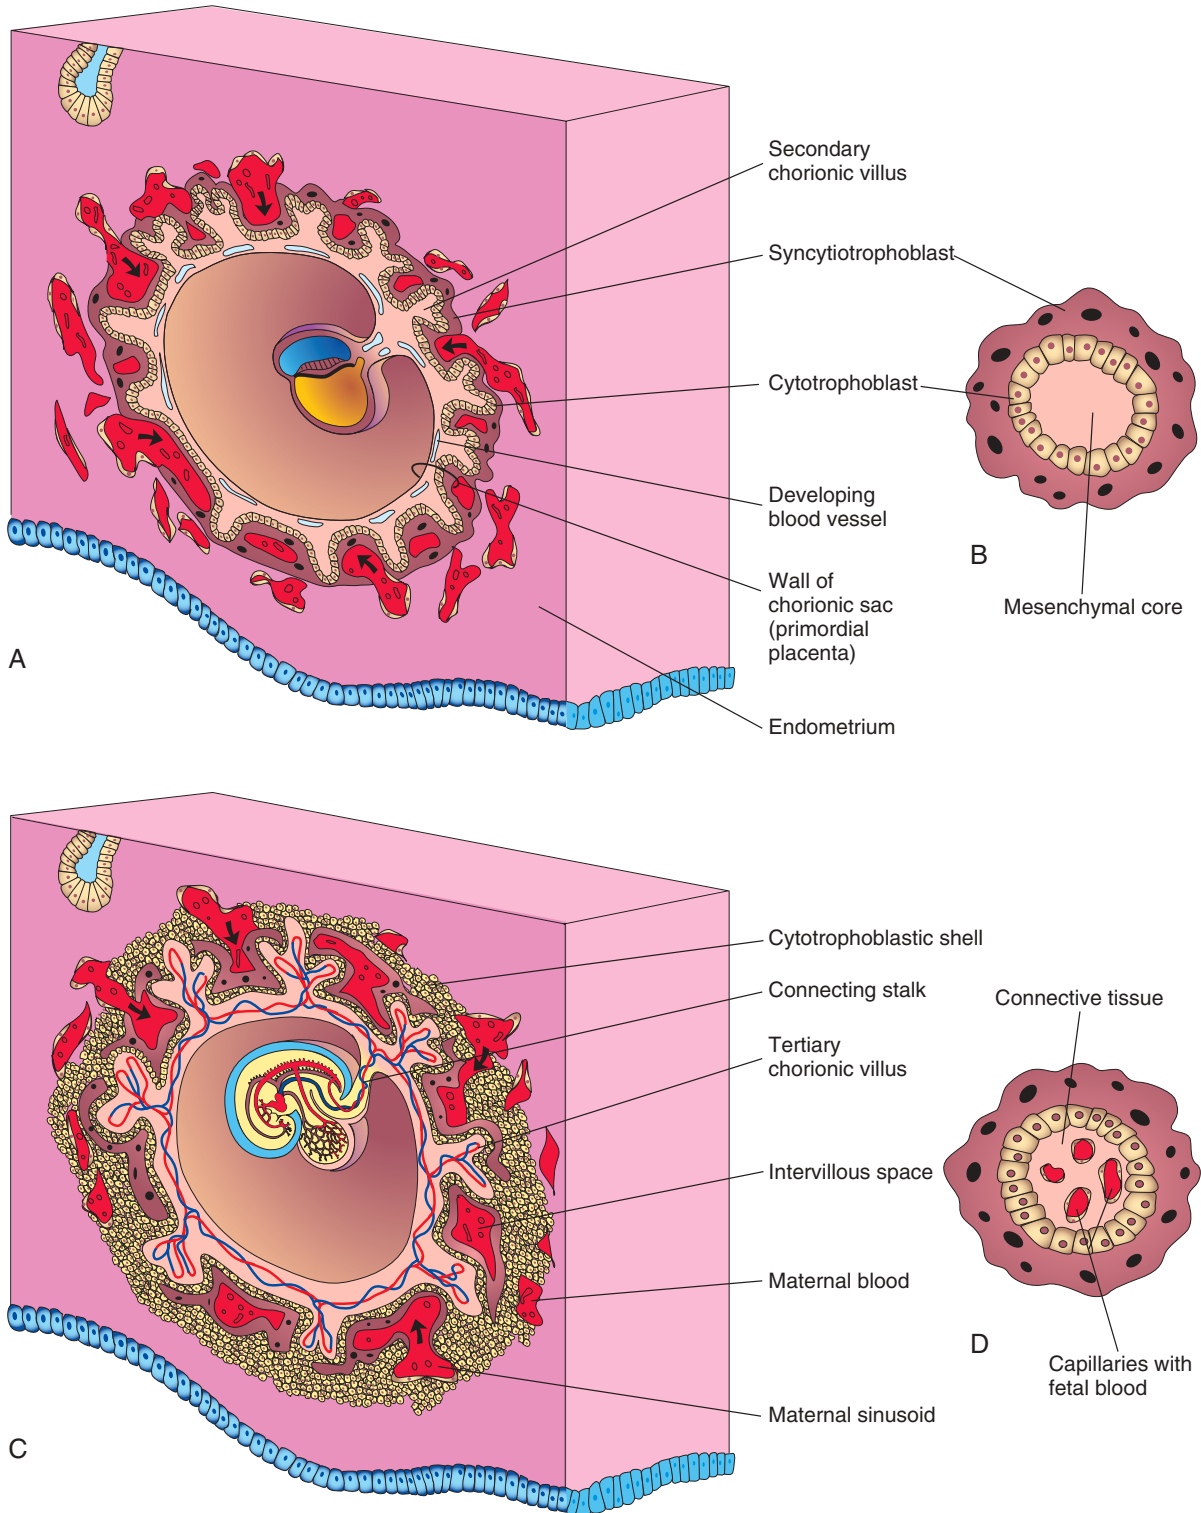 Secondary
chorionic villus
Syncytiotrophoblast
Cytotrophoblast
Developing
blood vessel
B
Wall of
chorionic sac
(primordial
placenta)
Mesenchymal core
A
Endometrium
Cytotrophoblastic shell
Connecting stalk
Connective tissue
Tertiary
chorionic villus
Intervillous space
Maternal blood
D
Capillaries with
fetal blood
Maternal sinusoid
C